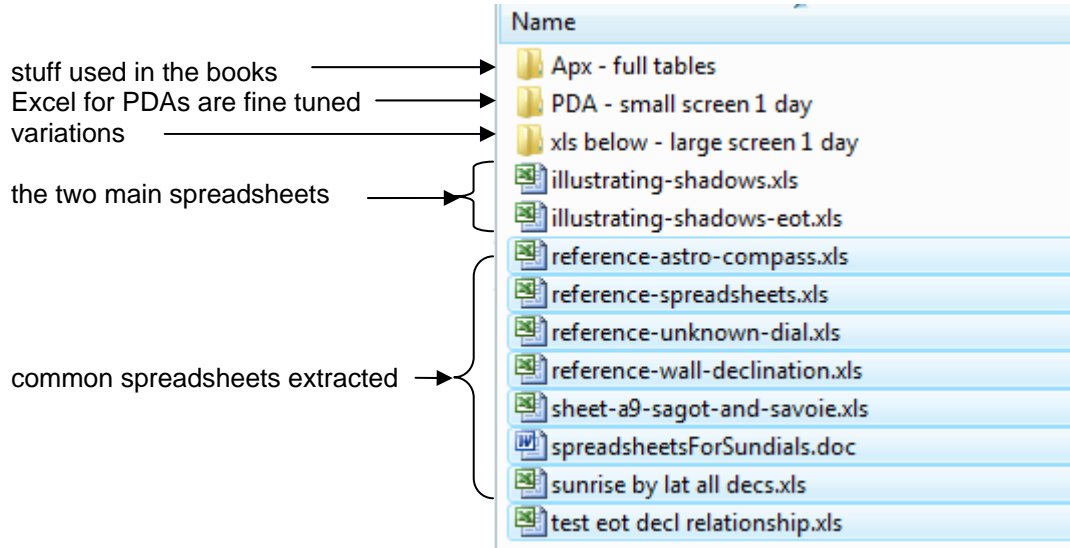 Name
stuff used in the books
Apx - full tables
Excel for PDAs are fine tuned
PDA - small screen 1 day
variations
xls below - large screen 1 day
the two main spreadsheets
illustrating-shadows.xls
illustrating-shadows-eot.xls
common spreadsheets extracted
reference-astro-compass.xls
reference-spreadsheets.xls
reference-unknown-dial.xls
reference-wall-declination.xls
sheet-a9-sagot-and-savoie.xls
spreadsheetsForSundials.doc
sunrise by lat all decs.xls
test eot decl relationship.xls